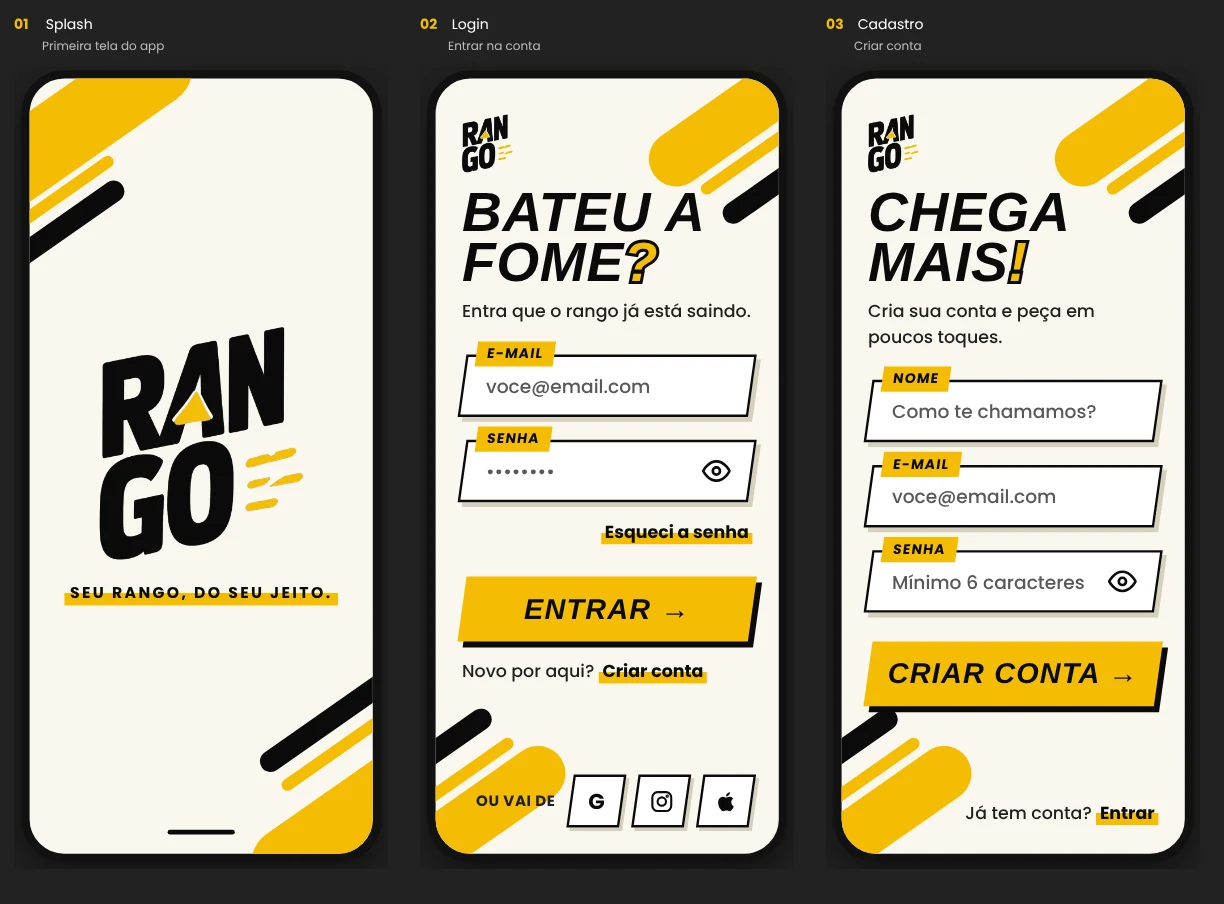 01 Splash
Primeira tela do app
RAN
GO
SEU RANGO, DO SEU JEITO.
02 Login
Entrar na conta
RAN
GO
BATEU A
FOME?
Entra que o rango já está saindo.
E-MAIL
voce@email.com
SENHA
••••••••
Esqueci a senha
ENTRAR →
Novo por aqui? Criar conta
OU VAI DE G
03 Cadastro
Criar conta
RAN
GO
CHEGA
MAIS!
Cria sua conta e peça em
poucos toques.
NOME
Como te chamamos?
E-MAIL
voce@email.com
SENHA
Mínimo 6 caracteres
CRIAR CONTA →
Já tem conta? Entrar